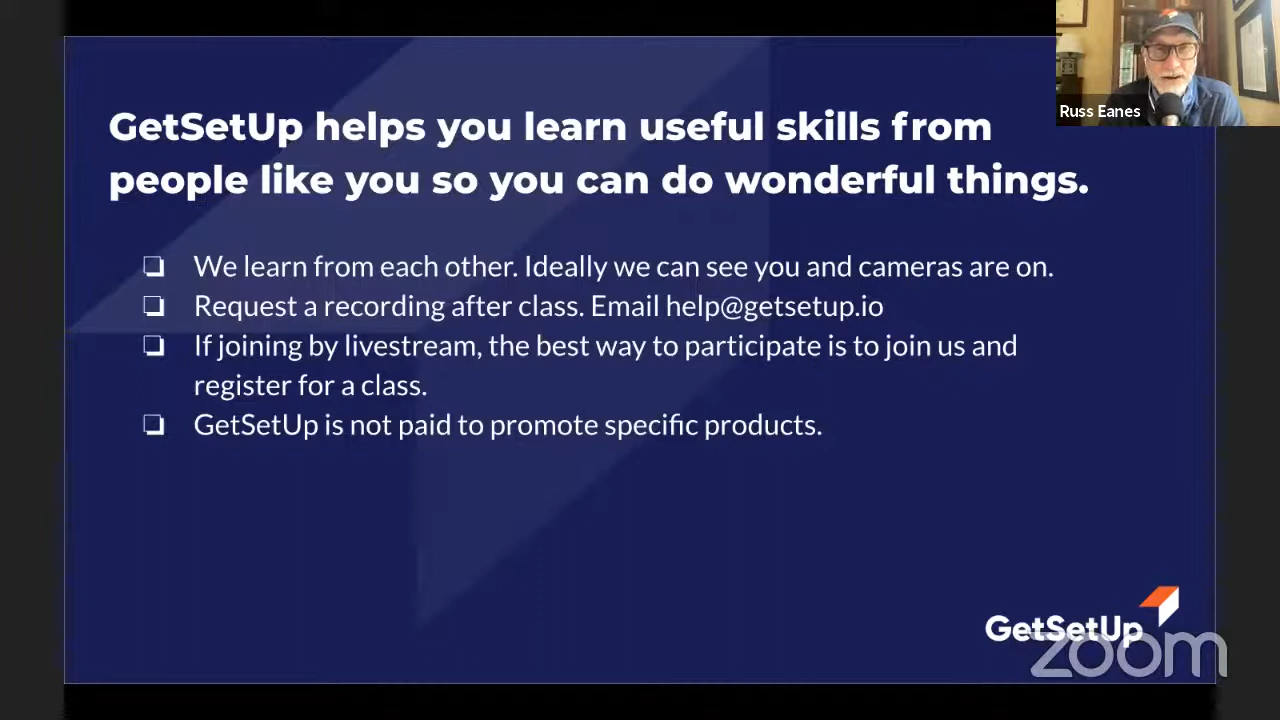 GetSetUp helps you learn useful skills from
people like you so you can do wonderful things.
❏ We learn from each other. Ideally we can see you and cameras are on.
❏ Request a recording after class. Email help@getsetup.io
❏ If joining by livestream, the best way to participate is to join us and
register for a class.
❏ GetSetUp is not paid to promote specific products.
Russ Eanes
GetSetUp
zoom